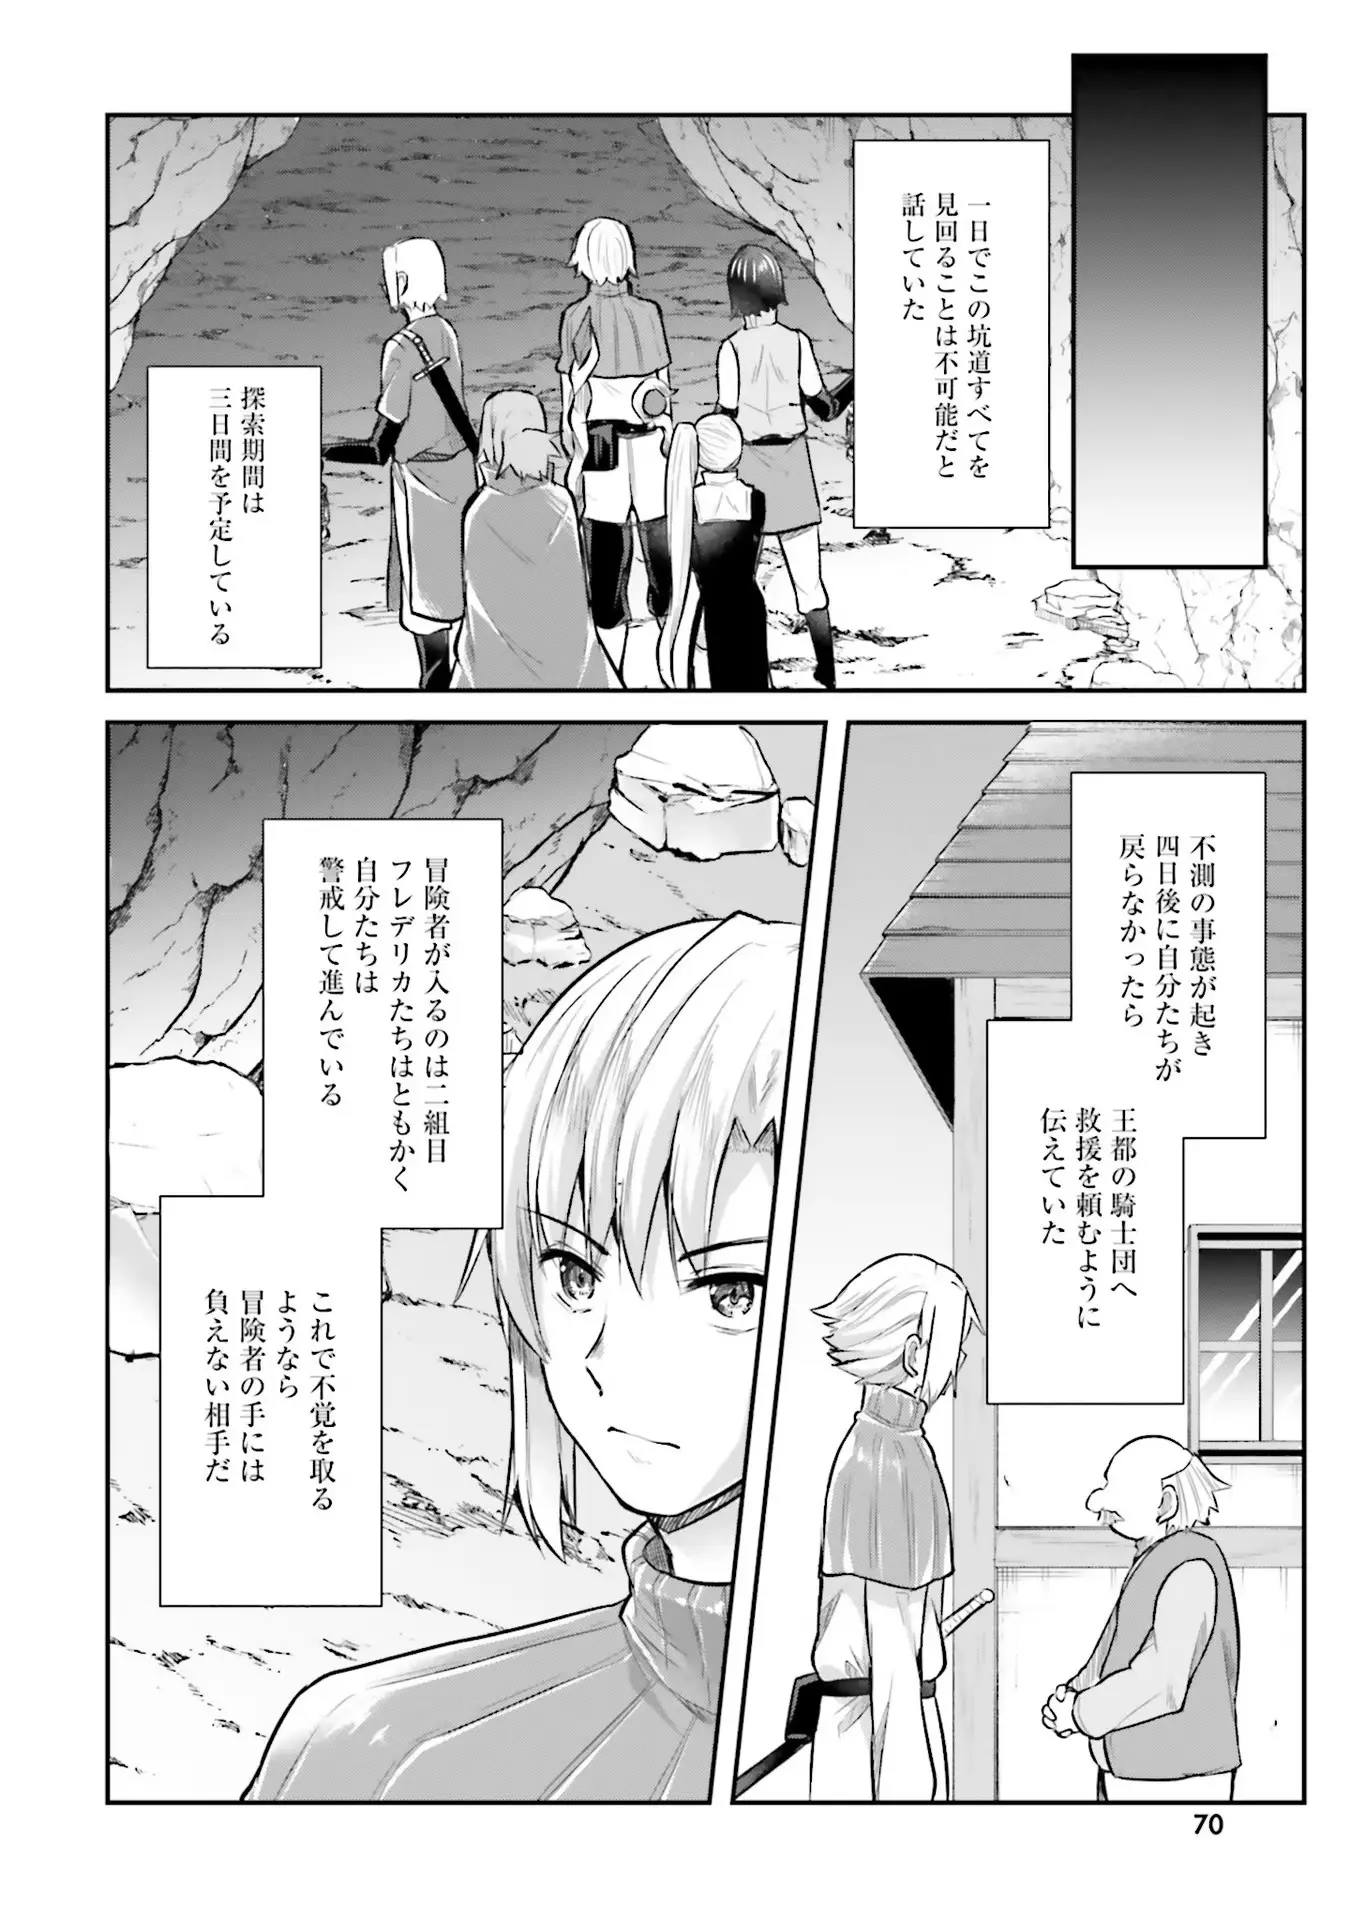 一日でこの坑道すべてを
見回ることは不可能だと
話していた
探索期間は
三日間を予定している
不測の事態が起き
四日後に自分たちが
戻らなかったら
王都の騎士団へ
救援を頼むように
伝えていた
冒険者が入るのは二組目
フレデリカたちはともかく
自分たちは
警戒して進んでいる
これで不覚を取る
ようなら
冒険者の手には
負えない相手だ
70